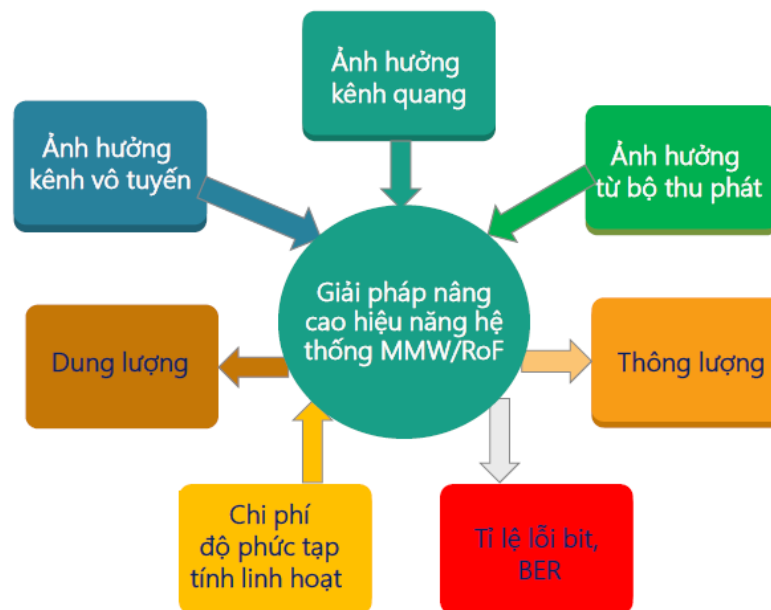 Ảnh hưởng
kênh quang
Ảnh hưởng
kênh vô tuyến
Ảnh hưởng
từ bộ thu phát
Giải pháp nâng
cao hiệu năng hệ
thống MMW/RoF
Dung lượng
Thông lượng
Chi phí
độ phức tạp
tính linh hoạt
Tỉ lệ lỗi bit,
BER